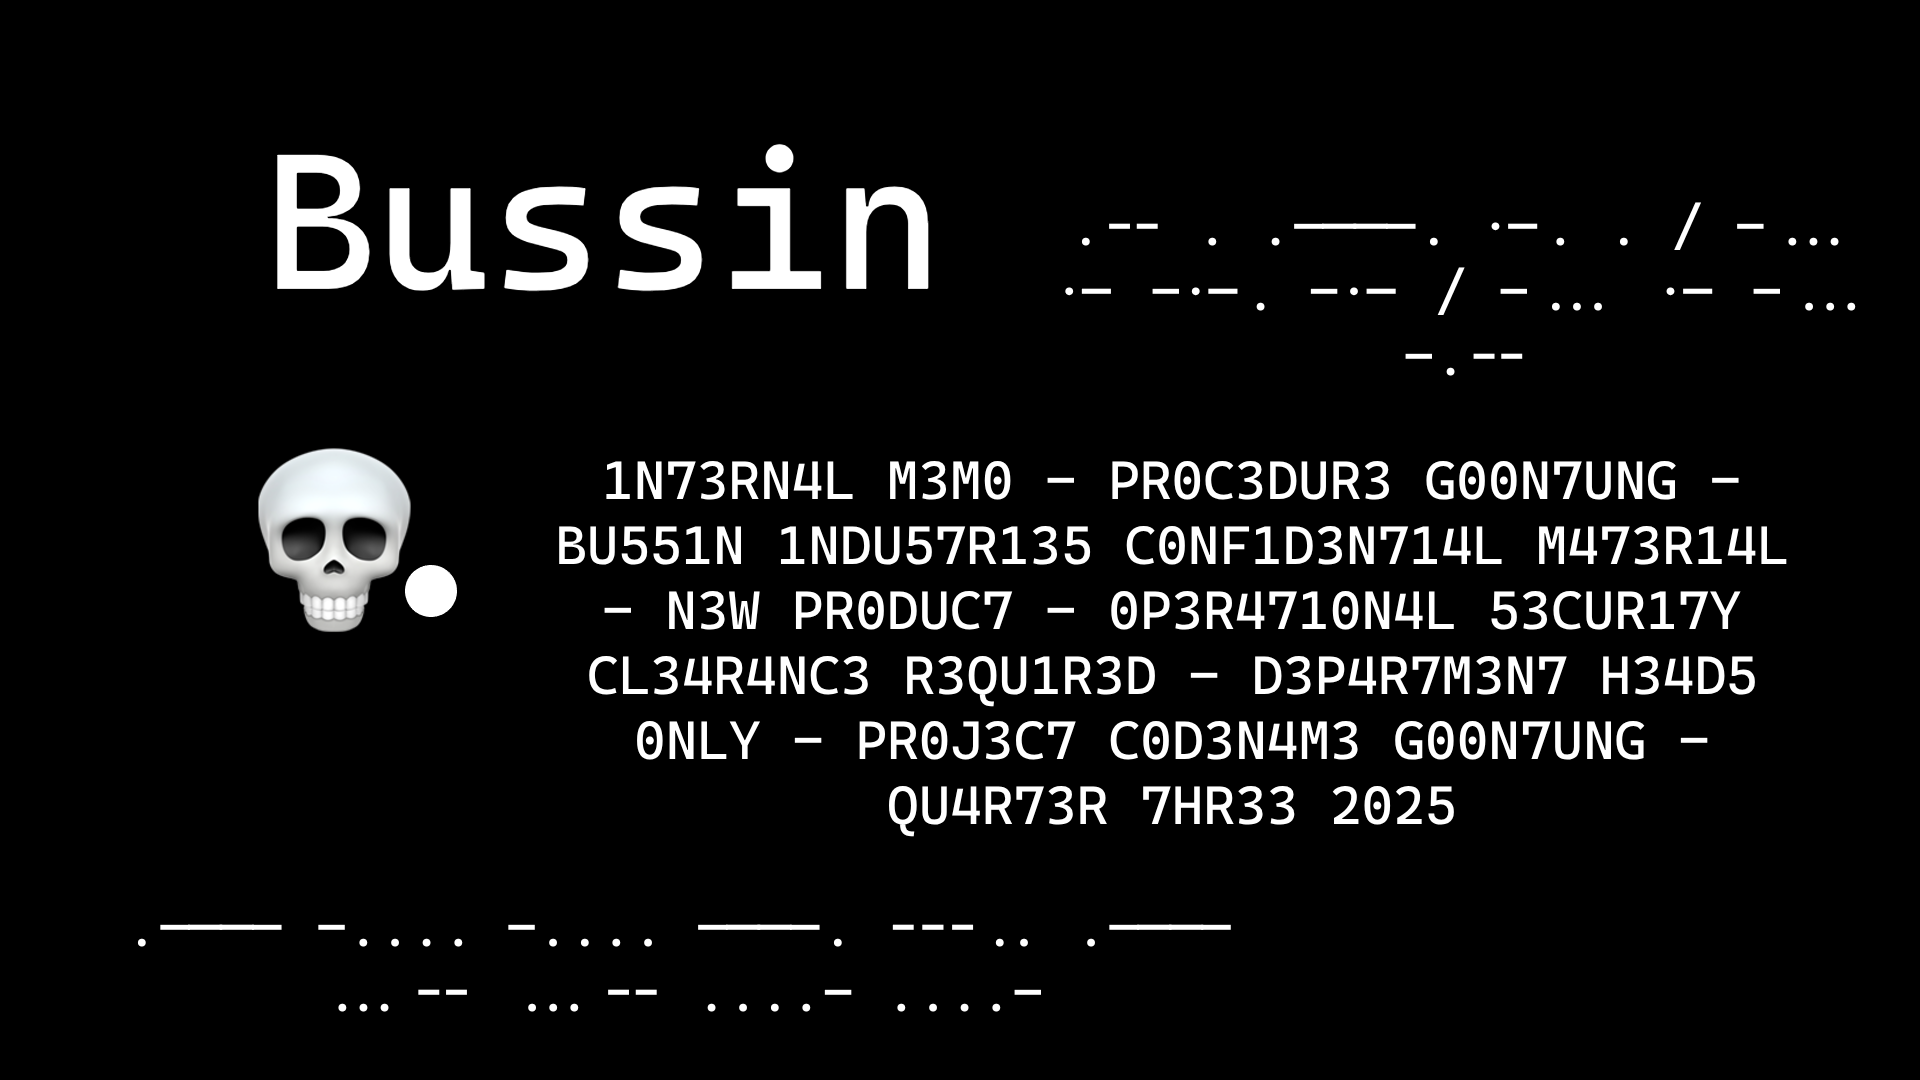 Bussin
.-- . .----. .-. . / -...
.- -.-. -.- / -... .- -...
-.--
💀.
1N73RN4L M3M0 - PR0C3DUR3 G00N7UNG -
BU551N 1NDU57R135 C0NF1D3N714L M473R14L
- N3W PR0DUC7 - 0P3R4710N4L 53CUR17Y
CL34R4NC3 R3QU1R3D - D3P4R7M3N7 H34D5
0NLY - PR0J3C7 C0D3N4M3 G00N7UNG -
QU4R73R 7HR33 2025
.---- -.... -.... ----. ---.. .----
...-- ...-- ....- ....-